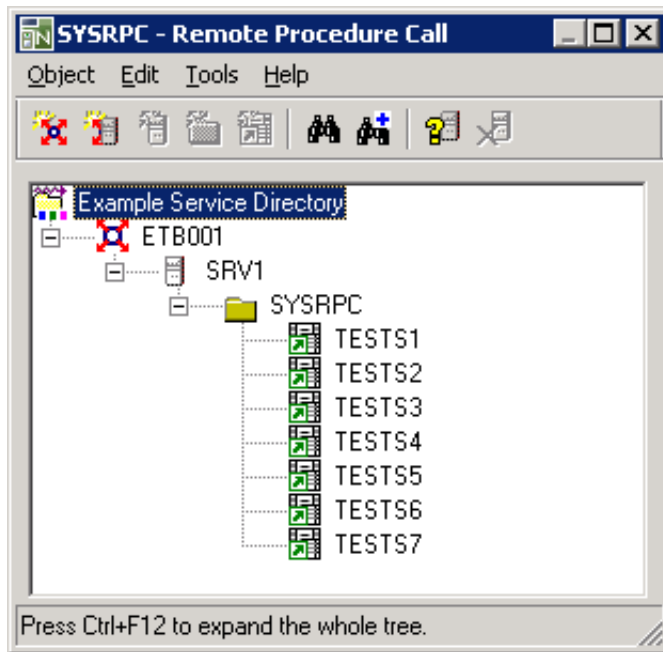 SYSRPC - Remote Procedure Call
Object Edit Tools Help
Example Service Directory
ETB001
SRV1
SYSRPC
TESTS1
TESTS2
TESTS3
TESTS4
TESTS5
TESTS6
TESTS7
Press Ctrl+F12 to expand the whole tree.